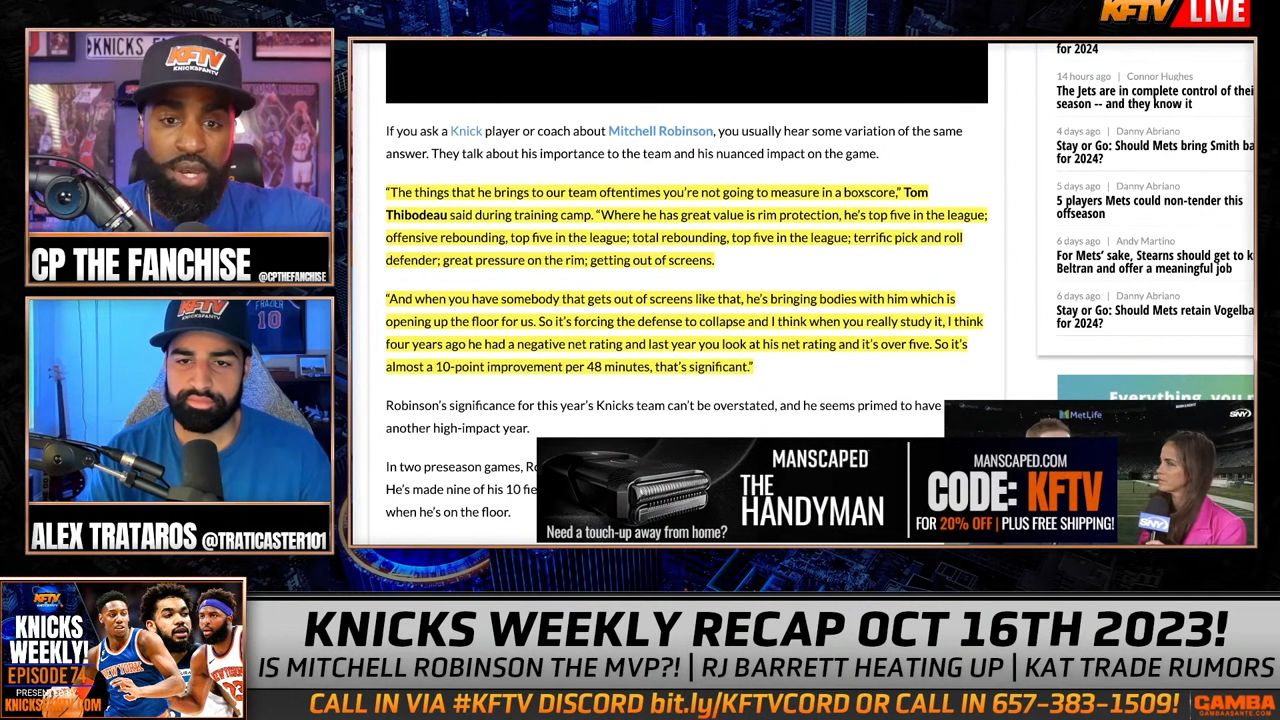 KFTV LIVE
KNICKS
KFTV
KNICKSFANTV
CP THE FANCHISE @CPTHEFANCHISE
FRAZIER
10
KFTV
ALEX TRATAROS @TRATICASTER101
If you ask a Knick player or coach about Mitchell Robinson, you usually hear some variation of the same
answer. They talk about his importance to the team and his nuanced impact on the game.
“The things that he brings to our team oftentimes you’re not going to measure in a boxscore,” Tom
Thibodeau said during training camp. “Where he has great value is rim protection, he’s top five in the league;
offensive rebounding, top five in the league; total rebounding, top five in the league; terrific pick and roll
defender; great pressure on the rim; getting out of screens.
“And when you have somebody that gets out of screens like that, he’s bringing bodies with him which is
opening up the floor for us. So it’s forcing the defense to collapse and I think when you really study it, I think
four years ago he had a negative net rating and last year you look at his net rating and it’s over five. So it’s
almost a 10-point improvement per 48 minutes, that’s significant.”
Robinson’s significance for this year’s Knicks team can’t be overstated, and he seems primed to have
another high-impact year.
In two preseason games, Ro
He’s made nine of his 10 fie
when he’s on the floor.
for 2024
14 hours ago | Connor Hughes
The Jets are in complete control of thei
season -- and they know it
4 days ago | Danny Abriano
Stay or Go: Should Mets bring Smith ba
for 2024?
5 days ago | Danny Abriano
5 players Mets could non-tender this
offseason
6 days ago | Andy Martino
For Mets’ sake, Stearns should get to k
Beltran and offer a meaningful job
6 days ago | Danny Abriano
Stay or Go: Should Mets retain Vogelba
for 2024?
MetLife
SNY
SNY
MANSCAPED
THE
HANDYMAN
Need a touch-up away from home?
MANSCAPED.COM
CODE: KFTV
FOR 20% OFF | PLUS FREE SHIPPING!
KFTV
KNICKS
WEEKLY!
EPISODE 74
PRESENTED BY
KNICKSFANTV.COM
NEW YORK
KNICKS WEEKLY RECAP OCT 16TH 2023!
IS MITCHELL ROBINSON THE MVP?! | RJ BARRETT HEATING UP | KAT TRADE RUMORS
CALL IN VIA #KFTV DISCORD bit.ly/KFTVCORD OR CALL IN 657-383-1509!
GAMBA
GAMBAASANTE.COM